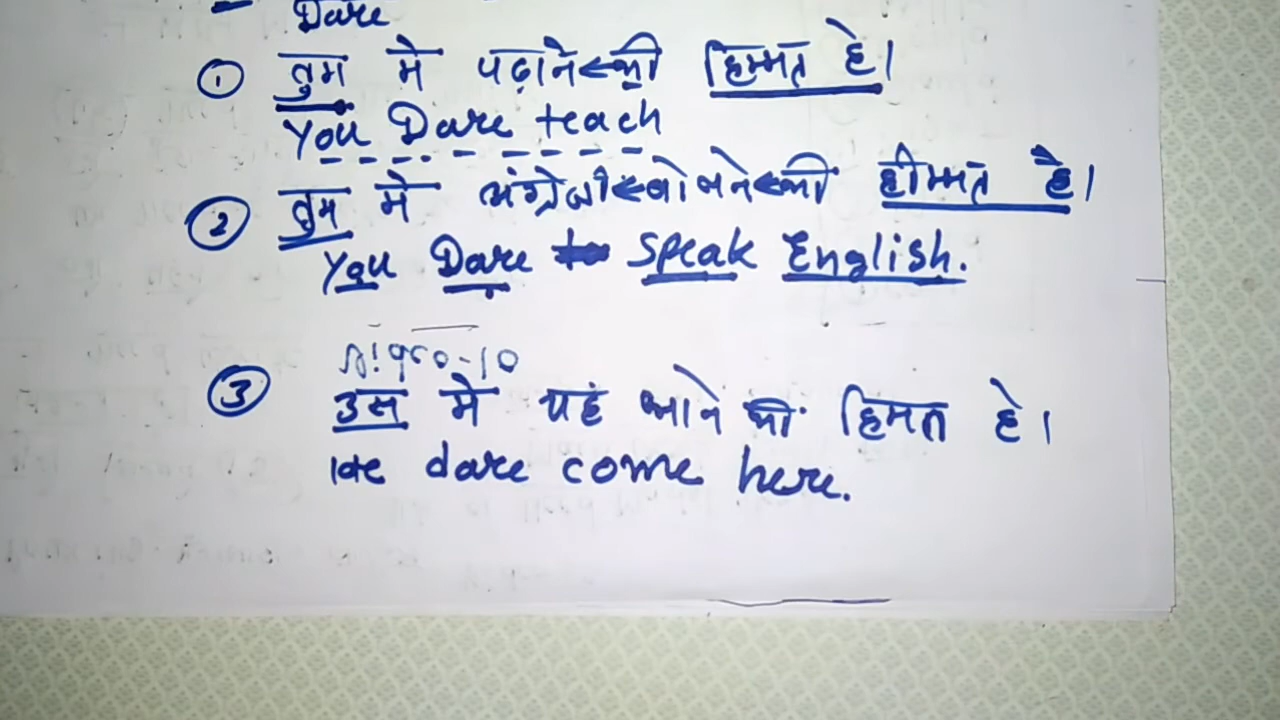 Dare
① तुम मे पढ़ाने की हिम्मत हे।
You Dare teach
② तुम मे अंग्रेजी बोलने की हीम्मत हे।
You Dare to Speak English.
③ उस मे यहं आने की हिमत हे।
He dare come here.